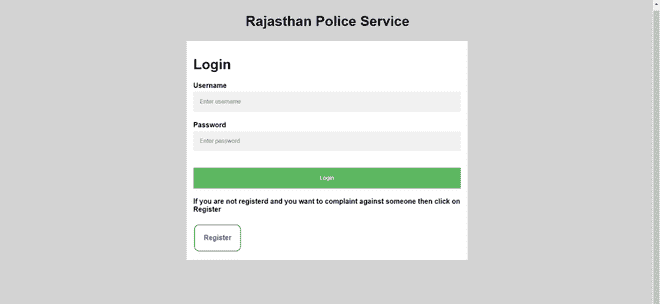 Rajasthan Police Service
Login
Username
Enter username
Password
Enter password
Login
If you are not registerd and you want to complaint against someone then click on
Register
Register